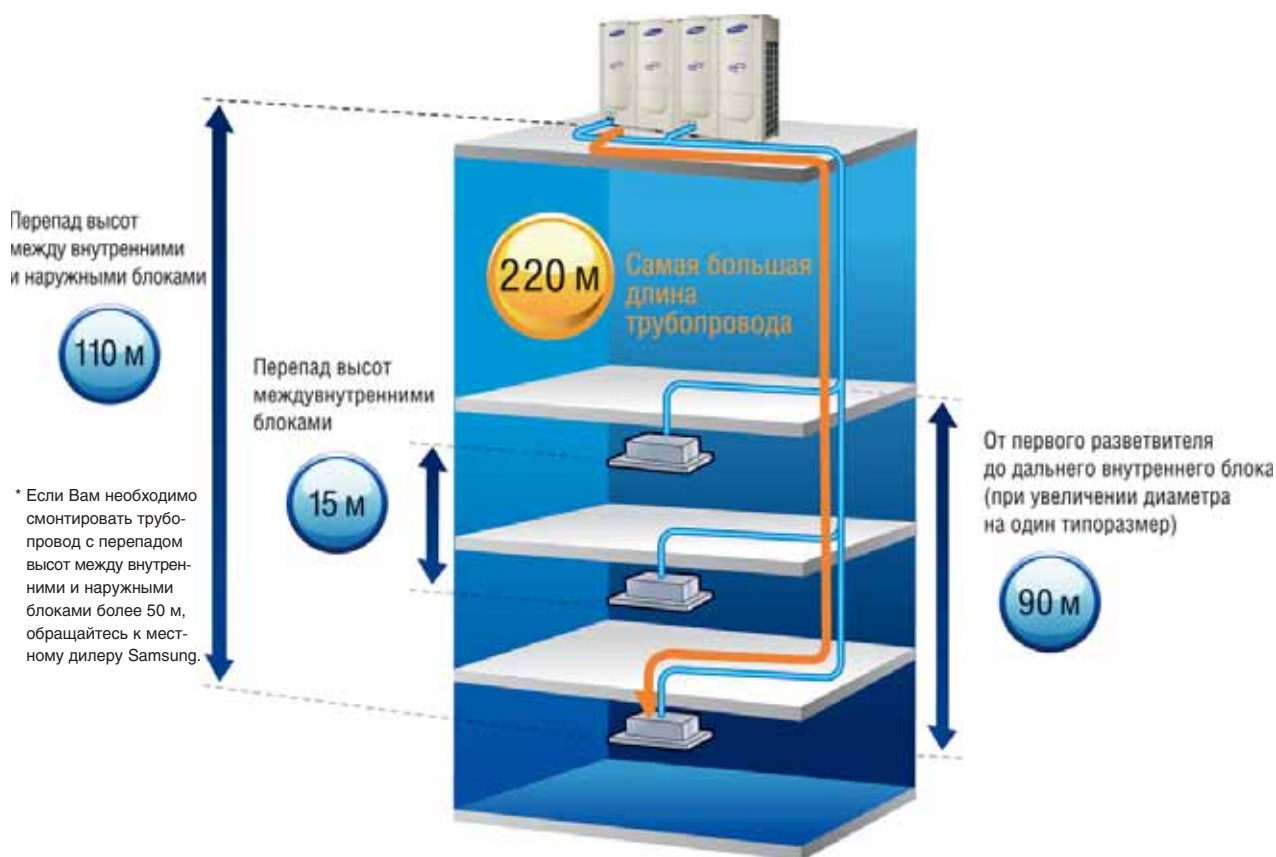 Перепад высот
между внутренними
и наружными блоками
110 м
* Если Вам необходимо
смонтировать трубо-
провод с перепадом
высот между внутрен-
ними и наружными
блоками более 50 м,
обращайтесь к мест-
ному дилеру Samsung.
Перепад высот
междувнутренними
блоками
15 м
220 м
Самая большая
длина
трубопровода
От первого разветвителя
до дальнего внутреннего блока
(при увеличении диаметра
на один типоразмер)
90 м